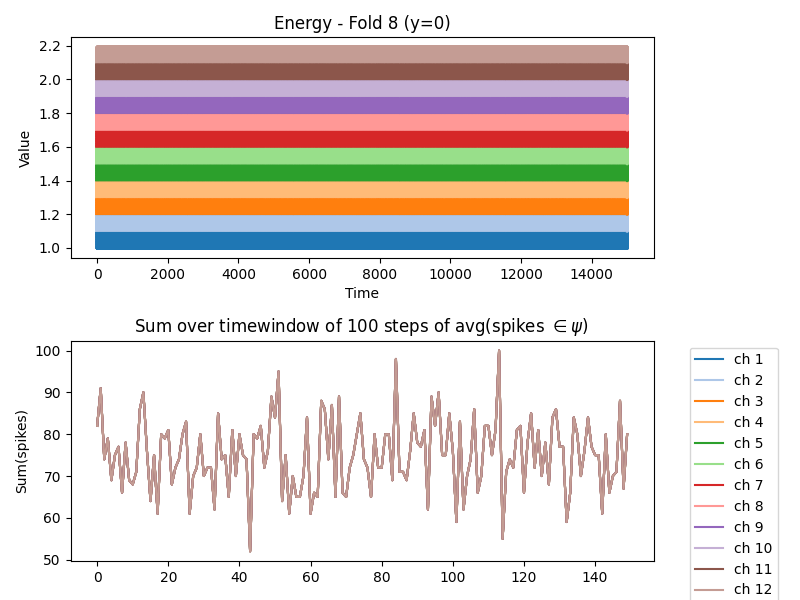 Energy - Fold 8 (y=0)
2.2
2.0
1.8
1.6
1.4
1.2
1.0
Value
0 2000 4000 6000 8000 10000 12000 14000
Time
Sum over timewindow of 100 steps of avg(spikes ∈ ψ)
100
90
80
70
60
50
Sum(spikes)
0 20 40 60 80 100 120 140
ch 1
ch 2
ch 3
ch 4
ch 5
ch 6
ch 7
ch 8
ch 9
ch 10
ch 11
ch 12